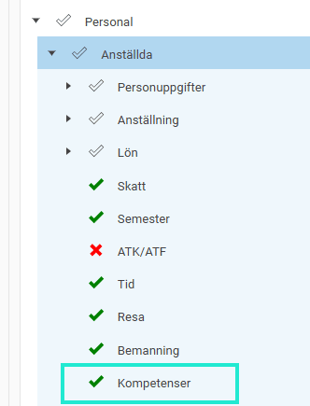 Personal
Anställda
Personuppgifter
Anställning
Lön
Skatt
Semester
ATK/ATF
Tid
Resa
Bemanning
Kompetenser